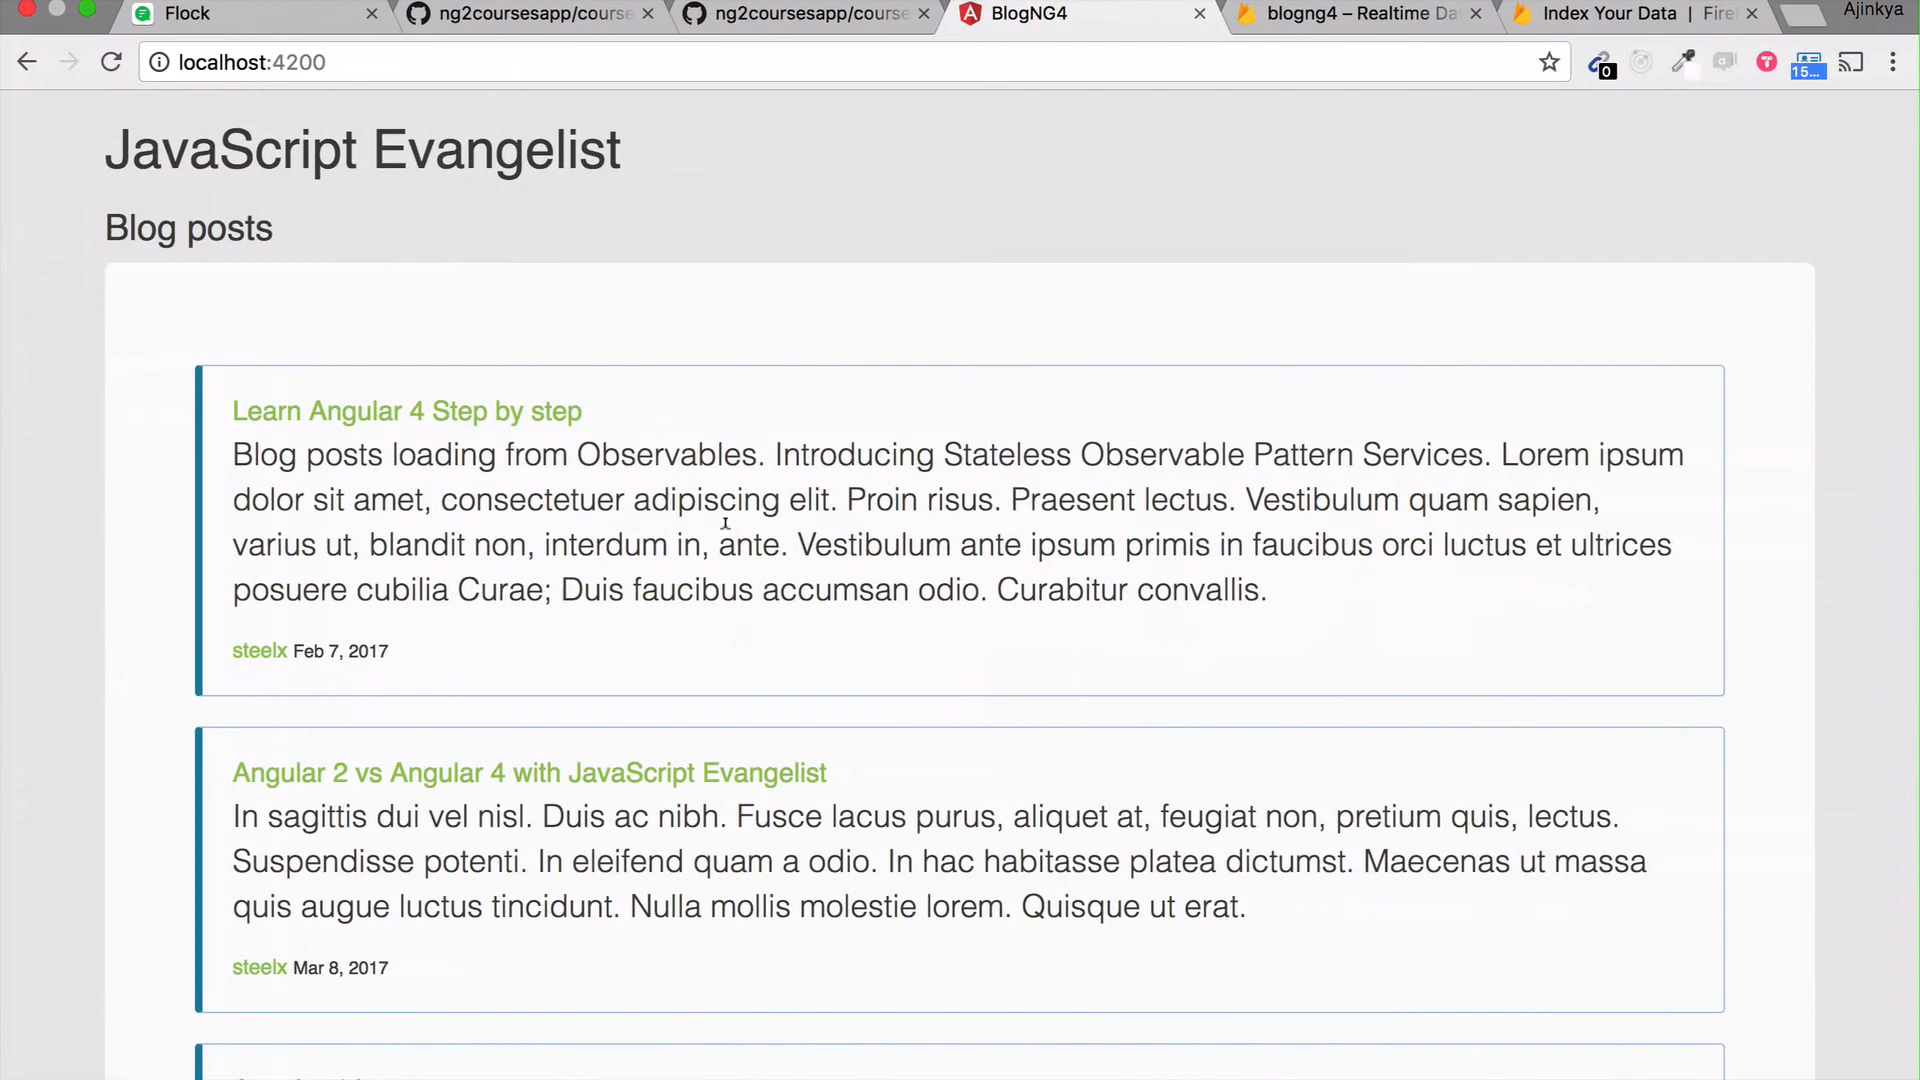 Flock
ng2coursesapp/course
ng2coursesapp/course
BlogNG4
blogng4 – Realtime Da
Index Your Data | Fire
Ajinkya
localhost:4200
0
15...
JavaScript Evangelist
Blog posts
Learn Angular 4 Step by step
Blog posts loading from Observables. Introducing Stateless Observable Pattern Services. Lorem ipsum
dolor sit amet, consectetuer adipiscing elit. Proin risus. Praesent lectus. Vestibulum quam sapien,
varius ut, blandit non, interdum in, ante. Vestibulum ante ipsum primis in faucibus orci luctus et ultrices
posuere cubilia Curae; Duis faucibus accumsan odio. Curabitur convallis.
steelx Feb 7, 2017
Angular 2 vs Angular 4 with JavaScript Evangelist
In sagittis dui vel nisl. Duis ac nibh. Fusce lacus purus, aliquet at, feugiat non, pretium quis, lectus.
Suspendisse potenti. In eleifend quam a odio. In hac habitasse platea dictumst. Maecenas ut massa
quis augue luctus tincidunt. Nulla mollis molestie lorem. Quisque ut erat.
steelx Mar 8, 2017